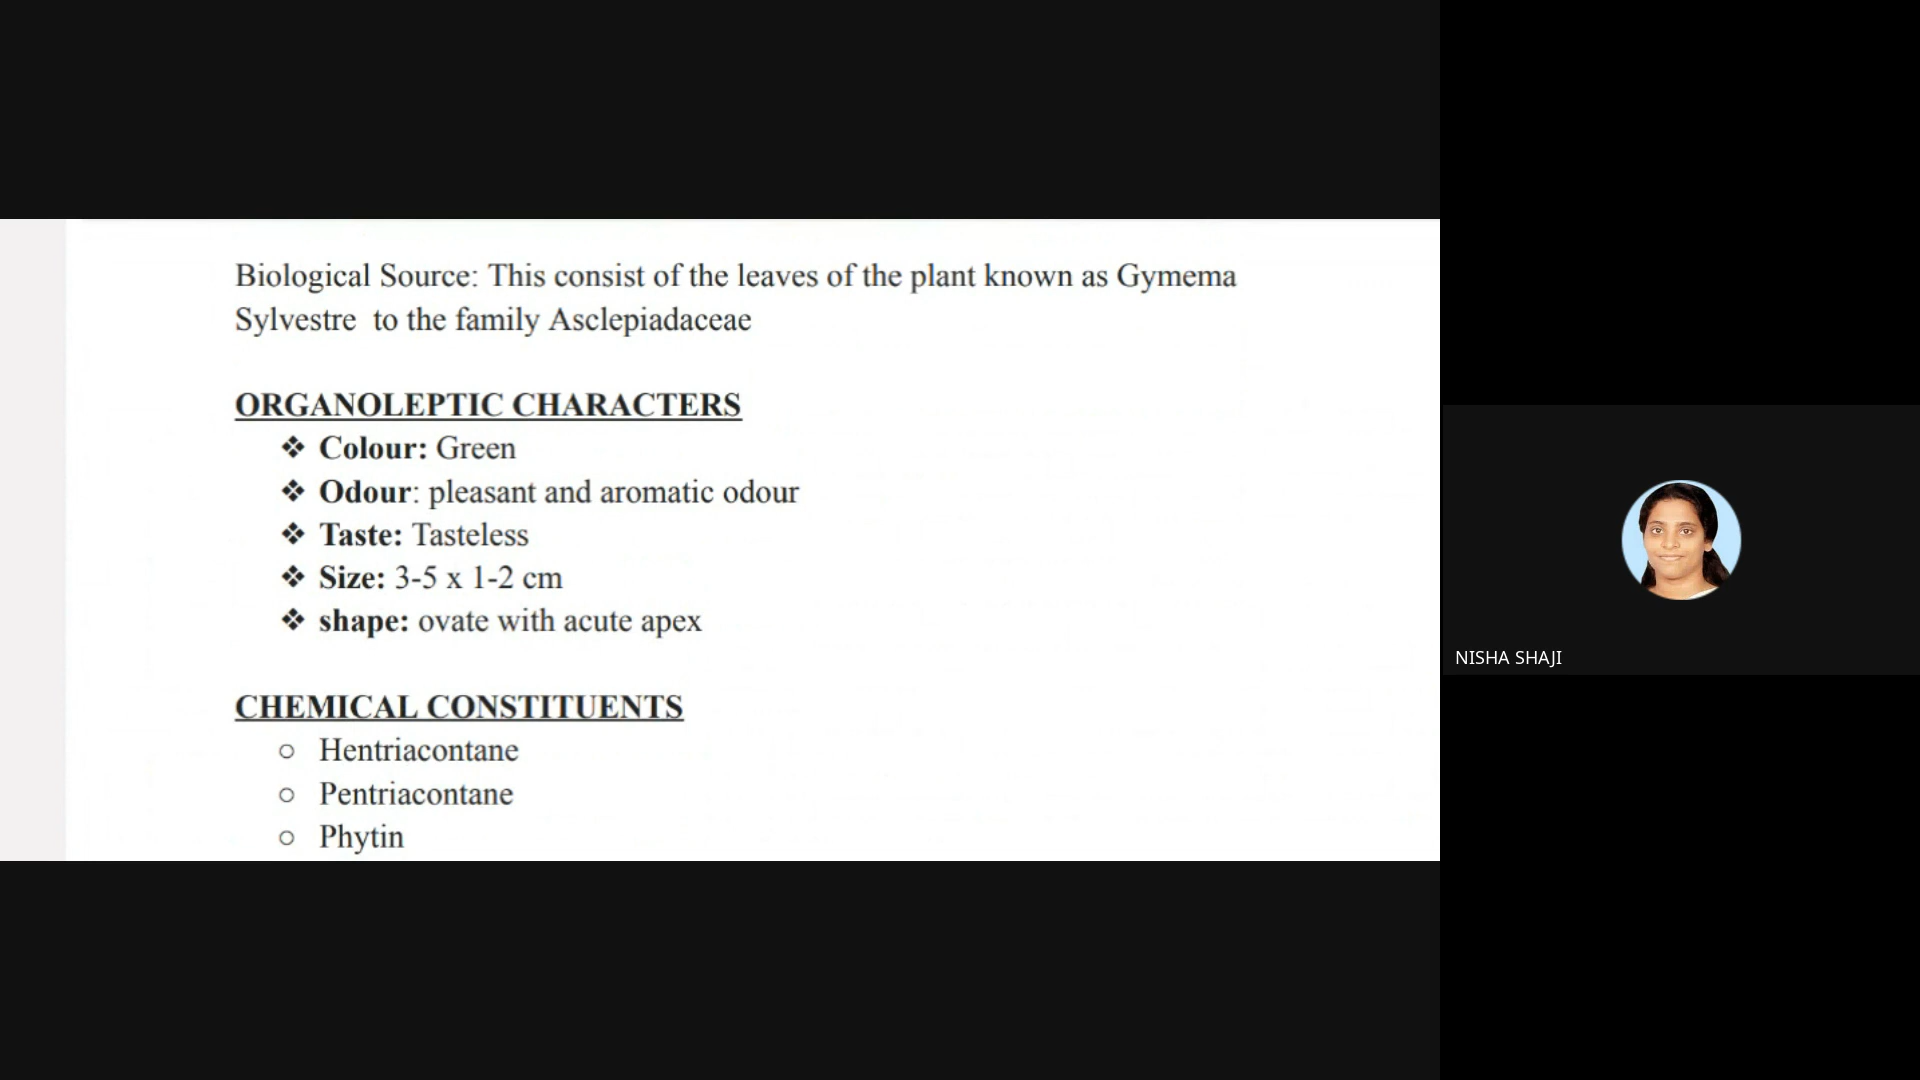 Biological Source: This consist of the leaves of the plant known as Gymema
Sylvestre  to the family Asclepiadaceae
ORGANOLEPTIC CHARACTERS
❖ Colour: Green
❖ Odour: pleasant and aromatic odour
❖ Taste: Tasteless
❖ Size: 3-5 x 1-2 cm
❖ shape: ovate with acute apex
CHEMICAL CONSTITUENTS
○ Hentriacontane
○ Pentriacontane
○ Phytin
NISHA SHAJI